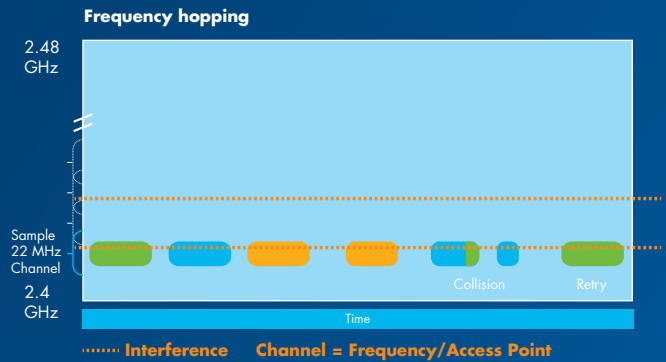 Frequency hopping
2.48
GHz
Sample
22 MHz
Channel
2.4
GHz
Collision
Retry
Time
Interference
Channel = Frequency/Access Point